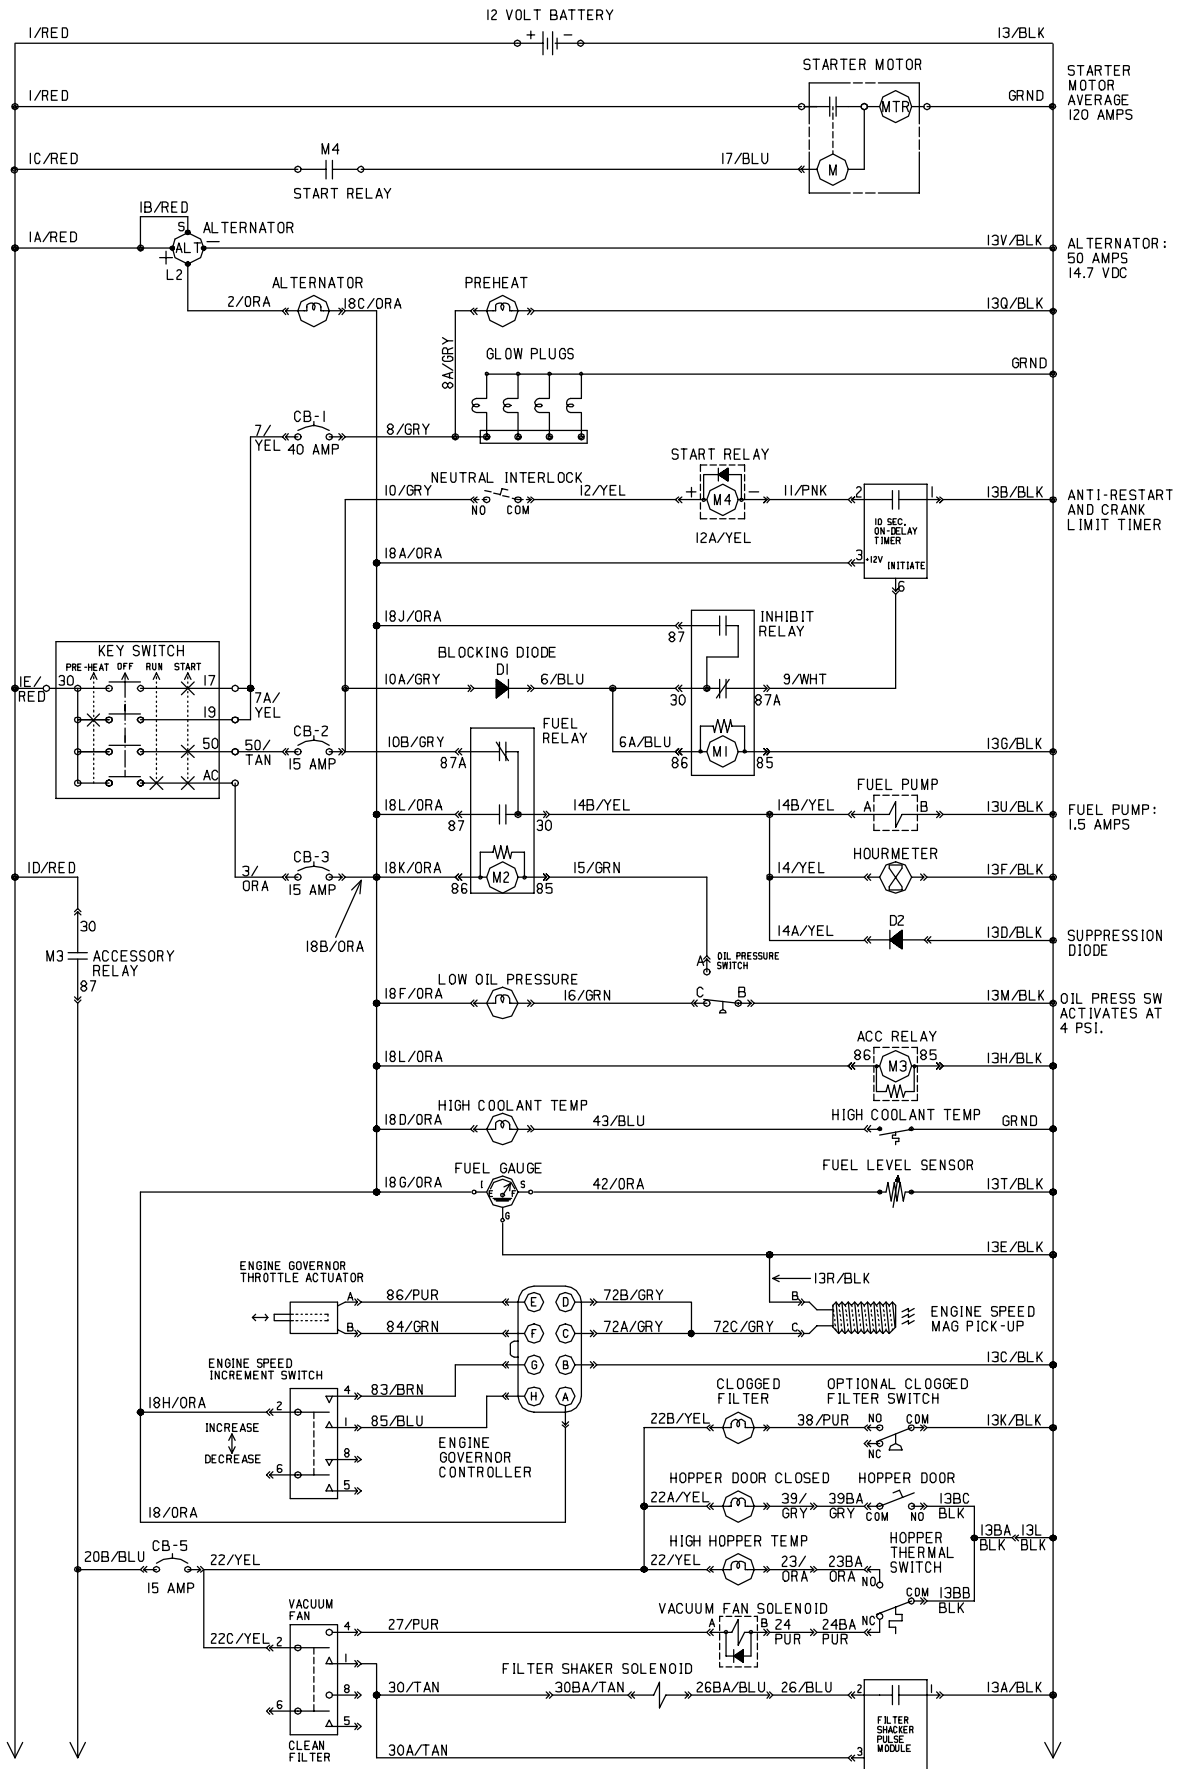 12 VOLT BATTERY
1/RED
+ −
13/BLK
STARTER MOTOR
STARTER
MOTOR
AVERAGE
120 AMPS
1/RED
MTR
GRND
M4
1C/RED
17/BLU
M
START RELAY
1B/RED
S
ALTERNATOR
1A/RED
ALT
−
+
L2
13V/BLK
ALTERNATOR:
50 AMPS
14.7 VDC
ALTERNATOR
PREHEAT
2/ORA
18C/ORA
13Q/BLK
8A/GRY
GLOW PLUGS
GRND
CB-1
7/
YEL
40 AMP
8/GRY
START RELAY
NEUTRAL INTERLOCK
10/GRY
NO
COM
12/YEL
+ M4 −
11/PNK
2
1
13B/BLK
ANTI-RESTART
AND CRANK
LIMIT TIMER
10 SEC.
ON-DELAY
TIMER
12A/YEL
18A/ORA
3
+12V
INITIATE
6
18J/ORA
87
INHIBIT
RELAY
KEY SWITCH
PRE-HEAT OFF RUN START
BLOCKING DIODE
D1
1E/
RED
30
17
7A/
YEL
10A/GRY
6/BLU
30
87A
9/WHT
19
FUEL
RELAY
CB-2
50
50/
TAN
15 AMP
10B/GRY
87A
6A/BLU
86
M1
85
13G/BLK
AC
FUEL PUMP
18L/ORA
87
30
14B/YEL
14B/YEL
A
B
13U/BLK
FUEL PUMP:
1.5 AMPS
CB-3
HOURMETER
1D/RED
3/
ORA
15 AMP
18K/ORA
86
M2
85
15/GRN
14/YEL
13F/BLK
18B/ORA
30
D2
14A/YEL
13D/BLK
SUPPRESSION
DIODE
M3
ACCESSORY
RELAY
87
A
OIL PRESSURE
SWITCH
LOW OIL PRESSURE
18F/ORA
16/GRN
C
B
13M/BLK
OIL PRESS SW
ACTIVATES AT
4 PSI.
ACC RELAY
18L/ORA
86
M3
85
13H/BLK
HIGH COOLANT TEMP
18D/ORA
43/BLU
HIGH COOLANT TEMP
GRND
FUEL GAUGE
FUEL LEVEL SENSOR
18G/ORA
I
E F
S
G
42/ORA
13T/BLK
13E/BLK
ENGINE GOVERNOR
THROTTLE ACTUATOR
13R/BLK
A
86/PUR
E
D
72B/GRY
B
B
84/GRN
F
C
72A/GRY
72C/GRY
C
ENGINE SPEED
MAG PICK-UP
ENGINE SPEED
INCREMENT SWITCH
G
B
13C/BLK
4
83/BRN
H
A
18H/ORA
2
INCREASE
DECREASE
1
85/BLU
8
6
5
ENGINE
GOVERNOR
CONTROLLER
CLOGGED
FILTER
OPTIONAL CLOGGED
FILTER SWITCH
22B/YEL
38/PUR
NO
COM
NC
13K/BLK
HOPPER DOOR CLOSED
HOPPER DOOR
22A/YEL
39/
GRY
39BA
GRY
COM
NO
13BC
BLK
18/ORA
CB-5
20B/BLU
15 AMP
22/YEL
HIGH HOPPER TEMP
22/YEL
23/
ORA
23BA
ORA
NO
HOPPER
THERMAL
SWITCH
13BA
BLK
13L
BLK
COM
13BB
BLK
NC
VACUUM
FAN
4
27/PUR
VACUUM FAN SOLENOID
A
B
24
PUR
24BA
PUR
22C/YEL
2
1
8
6
5
FILTER SHAKER SOLENOID
30/TAN
30BA/TAN
26BA/BLU
26/BLU
2
1
13A/BLK
FILTER
SHACKER
PULSE
MODULE
CLEAN
FILTER
30A/TAN
3